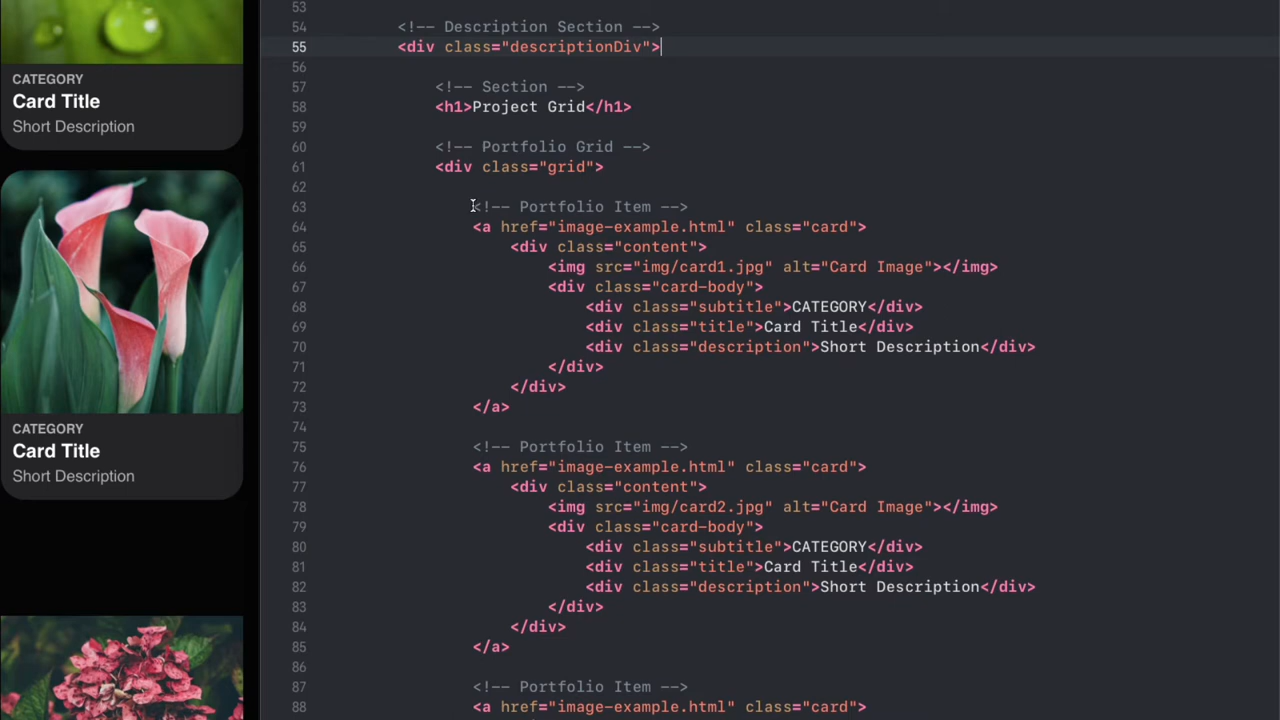 CATEGORY
Card Title
Short Description
CATEGORY
Card Title
Short Description
53
54 <!-- Description Section -->
55 <div class="descriptionDiv">
56
57 <!-- Section -->
58 <h1>Project Grid</h1>
59
60 <!-- Portfolio Grid -->
61 <div class="grid">
62
63 <!-- Portfolio Item -->
64 <a href="image-example.html" class="card">
65 <div class="content">
66 <img src="img/card1.jpg" alt="Card Image"></img>
67 <div class="card-body">
68 <div class="subtitle">CATEGORY</div>
69 <div class="title">Card Title</div>
70 <div class="description">Short Description</div>
71 </div>
72 </div>
73 </a>
74
75 <!-- Portfolio Item -->
76 <a href="image-example.html" class="card">
77 <div class="content">
78 <img src="img/card2.jpg" alt="Card Image"></img>
79 <div class="card-body">
80 <div class="subtitle">CATEGORY</div>
81 <div class="title">Card Title</div>
82 <div class="description">Short Description</div>
83 </div>
84 </div>
85 </a>
86
87 <!-- Portfolio Item -->
88 <a href="image-example.html" class="card">